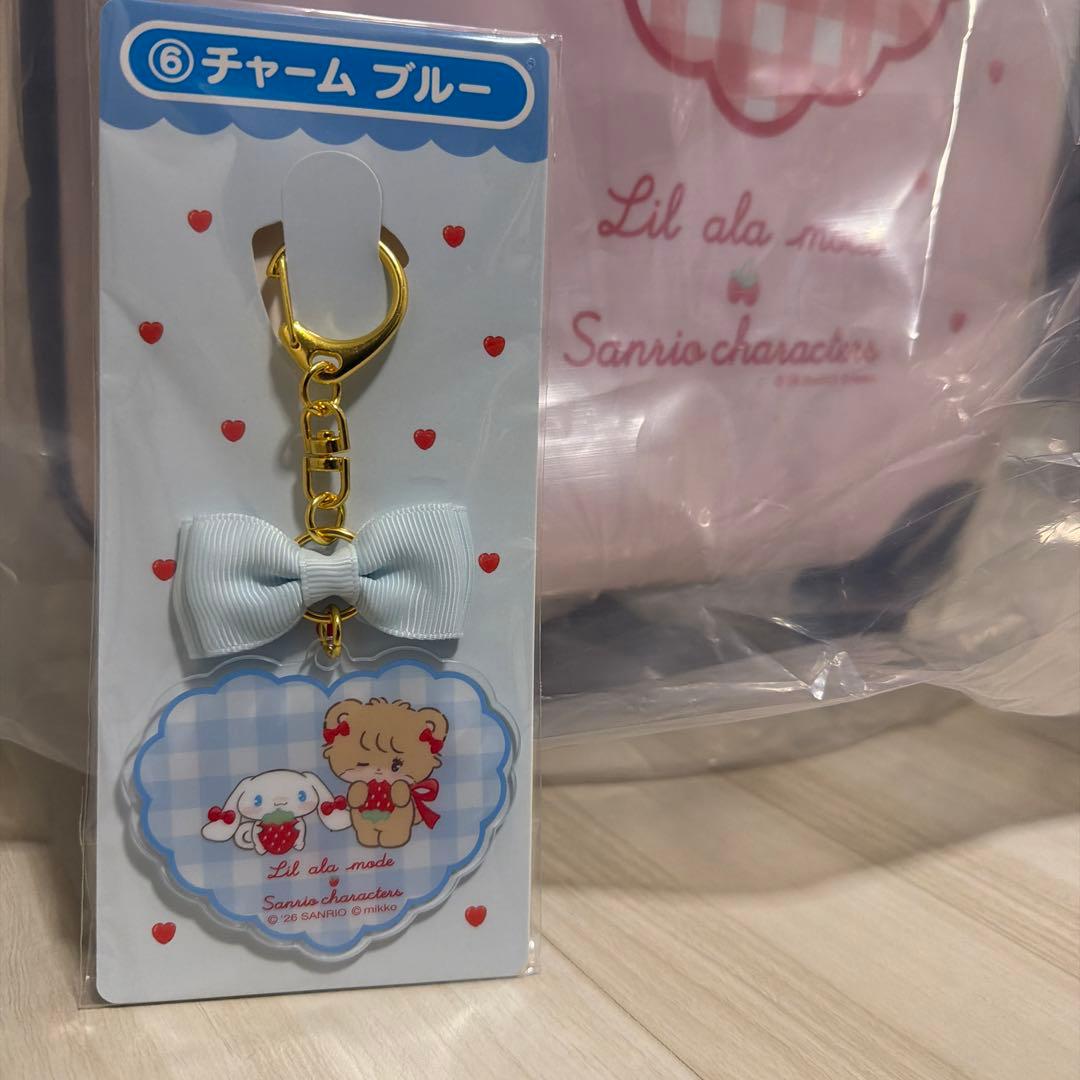 ⑥チャーム ブルー
Lil ala mode
Sanrio characters
© '26 SANRIO © mikko
Lil ala mode
Sanrio characters